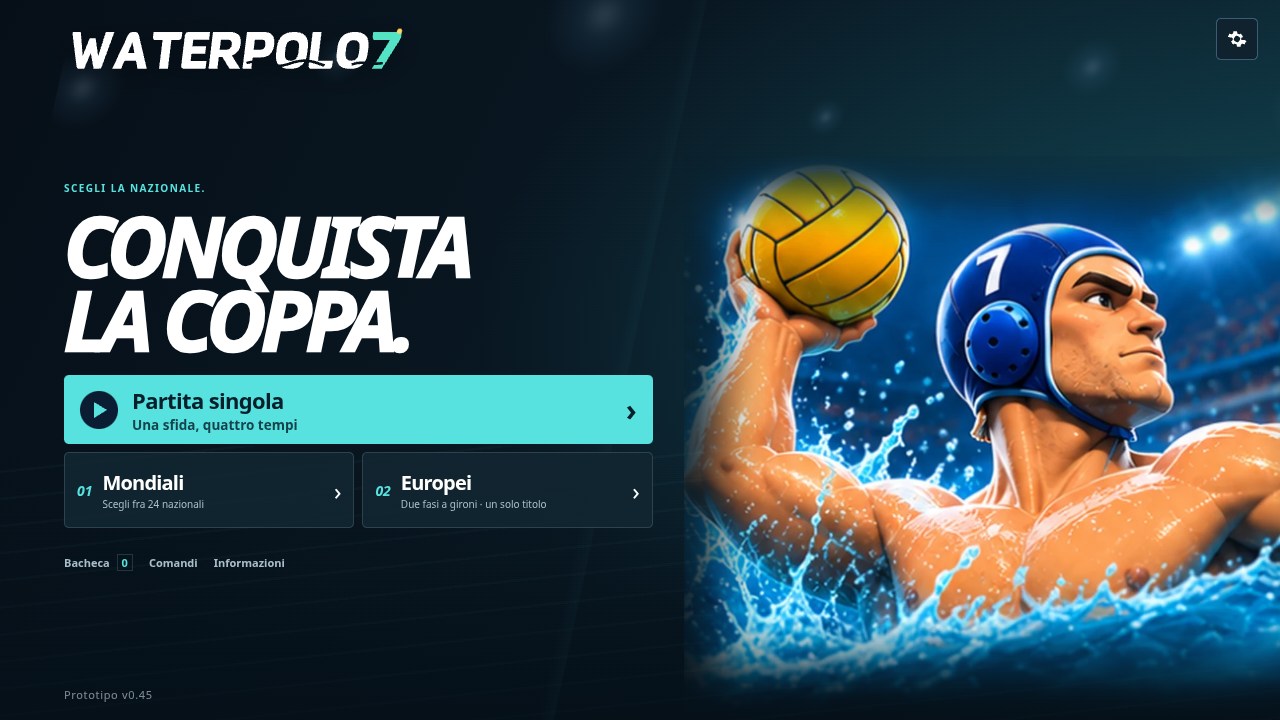 WATERPOLO7
SCEGLI LA NAZIONALE.
CONQUISTA
LA COPPA.
Partita singola
Una sfida, quattro tempi
01 Mondiali
Scegli fra 24 nazionali
02 Europei
Due fasi a gironi · un solo titolo
Bacheca 0 Comandi Informazioni
7
Prototipo v0.45